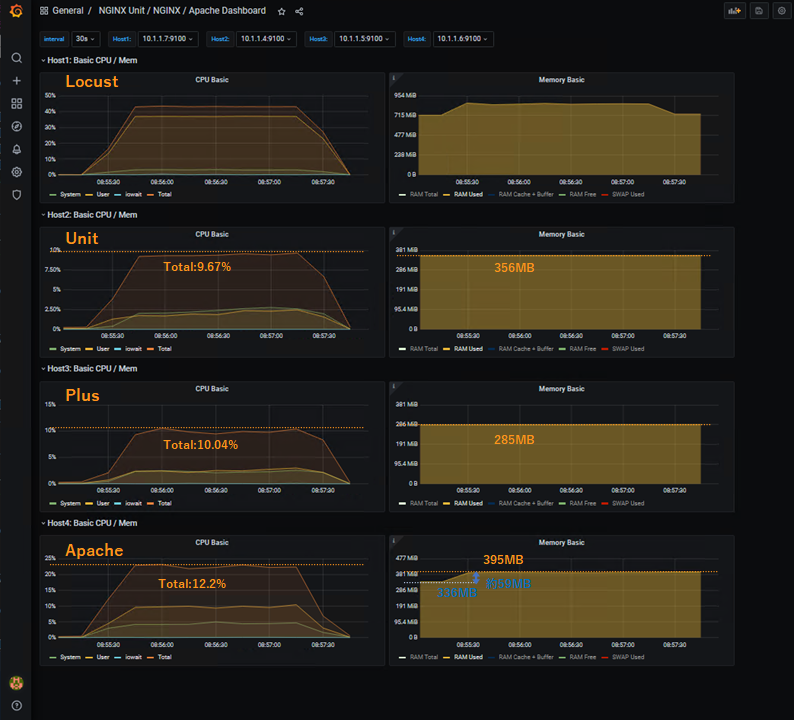 General / NGINX Unit / NGINX / Apache Dashboard
interval 30s Host1: 10.1.1.7:9100 Host2: 10.1.1.4:9100 Host3: 10.1.1.5:9100 Host4: 10.1.1.6:9100
Host1: Basic CPU / Mem
CPU Basic
Locust
50%
40%
30%
20%
10%
0%
08:55:30 08:56:00 08:56:30 08:57:00 08:57:30
System User iowait Total
Memory Basic
954 MiB
715 MiB
477 MiB
238 MiB
0 B
08:55:30 08:56:00 08:56:30 08:57:00 08:57:30
RAM Total RAM Used RAM Cache + Buffer RAM Free SWAP Used
Host2: Basic CPU / Mem
CPU Basic
Unit
10%
7.50%
5%
2.50%
0%
Total:9.67%
08:55:30 08:56:00 08:56:30 08:57:00 08:57:30
System User iowait Total
Memory Basic
381 MiB
286 MiB
191 MiB
95.4 MiB
0 B
356MB
08:55:30 08:56:00 08:56:30 08:57:00 08:57:30
RAM Total RAM Used RAM Cache + Buffer RAM Free SWAP Used
Host3: Basic CPU / Mem
CPU Basic
Plus
15%
10%
5%
0%
Total:10.04%
08:55:30 08:56:00 08:56:30 08:57:00 08:57:30
System User iowait Total
Memory Basic
381 MiB
286 MiB
191 MiB
95.4 MiB
0 B
285MB
08:55:30 08:56:00 08:56:30 08:57:00 08:57:30
RAM Total RAM Used RAM Cache + Buffer RAM Free SWAP Used
Host4: Basic CPU / Mem
CPU Basic
Apache
25%
20%
15%
10%
5%
0%
Total:12.2%
08:55:30 08:56:00 08:56:30 08:57:00 08:57:30
System User iowait Total
Memory Basic
395MB
477 MiB
381 MiB
286 MiB
191 MiB
95.4 MiB
0 B
336MB
約59MB
08:55:30 08:56:00 08:56:30 08:57:00 08:57:30
RAM Total RAM Used RAM Cache + Buffer RAM Free SWAP Used